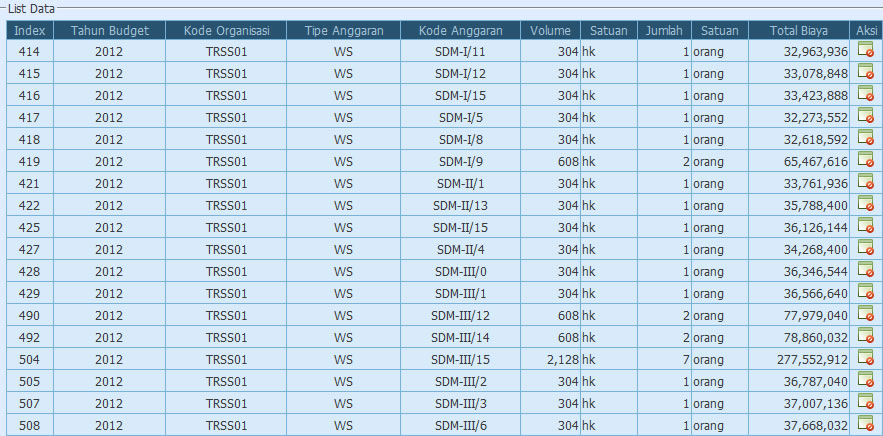 List Data
Index Tahun Budget Kode Organisasi Tipe Anggaran Kode Anggaran Volume Satuan Jumlah Satuan Total Biaya Aksi
414 2012 TRSS01 WS SDM-I/11 304 hk 1 orang 32,963,936
415 2012 TRSS01 WS SDM-I/12 304 hk 1 orang 33,078,848
416 2012 TRSS01 WS SDM-I/15 304 hk 1 orang 33,423,888
417 2012 TRSS01 WS SDM-I/5 304 hk 1 orang 32,273,552
418 2012 TRSS01 WS SDM-I/8 304 hk 1 orang 32,618,592
419 2012 TRSS01 WS SDM-I/9 608 hk 2 orang 65,467,616
421 2012 TRSS01 WS SDM-II/1 304 hk 1 orang 33,761,936
422 2012 TRSS01 WS SDM-II/13 304 hk 1 orang 35,788,400
425 2012 TRSS01 WS SDM-II/15 304 hk 1 orang 36,126,144
427 2012 TRSS01 WS SDM-II/4 304 hk 1 orang 34,268,400
428 2012 TRSS01 WS SDM-III/0 304 hk 1 orang 36,346,544
429 2012 TRSS01 WS SDM-III/1 304 hk 1 orang 36,566,640
490 2012 TRSS01 WS SDM-III/12 608 hk 2 orang 77,979,040
492 2012 TRSS01 WS SDM-III/14 608 hk 2 orang 78,860,032
504 2012 TRSS01 WS SDM-III/15 2,128 hk 7 orang 277,552,912
505 2012 TRSS01 WS SDM-III/2 304 hk 1 orang 36,787,040
507 2012 TRSS01 WS SDM-III/3 304 hk 1 orang 37,007,136
508 2012 TRSS01 WS SDM-III/6 304 hk 1 orang 37,668,032